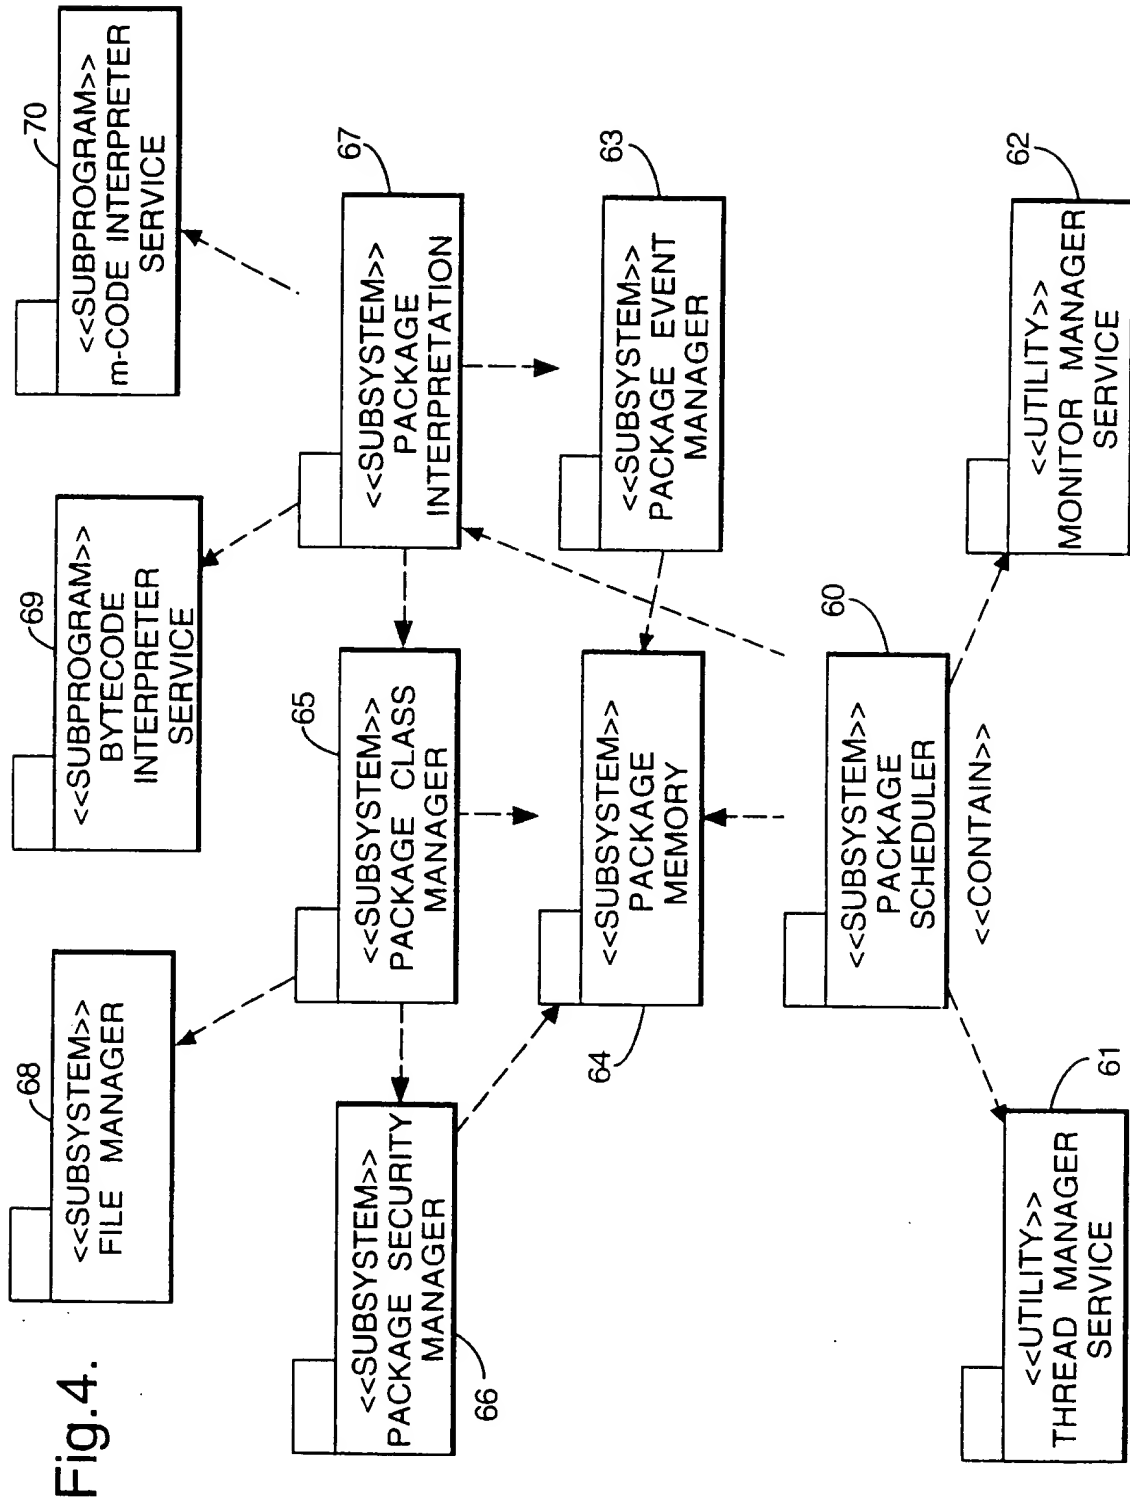 Fig.4.
68
<<SUBSYSTEM>>
FILE MANAGER
69
<<SUBPROGRAM>>
BYTECODE
INTERPRETER
SERVICE
70
<<SUBPROGRAM>>
m-CODE INTERPRETER
SERVICE
66
<<SUBSYSTEM>>
PACKAGE SECURITY
MANAGER
65
<<SUBSYSTEM>>
PACKAGE CLASS
MANAGER
67
<<SUBSYSTEM>>
PACKAGE
INTERPRETATION
64
<<SUBSYSTEM>>
PACKAGE
MEMORY
63
<<SUBSYSTEM>>
PACKAGE EVENT
MANAGER
60
<<SUBSYSTEM>>
PACKAGE
SCHEDULER
<<CONTAIN>>
61
<<UTILITY>>
THREAD MANAGER
SERVICE
62
<<UTILITY>>
MONITOR MANAGER
SERVICE